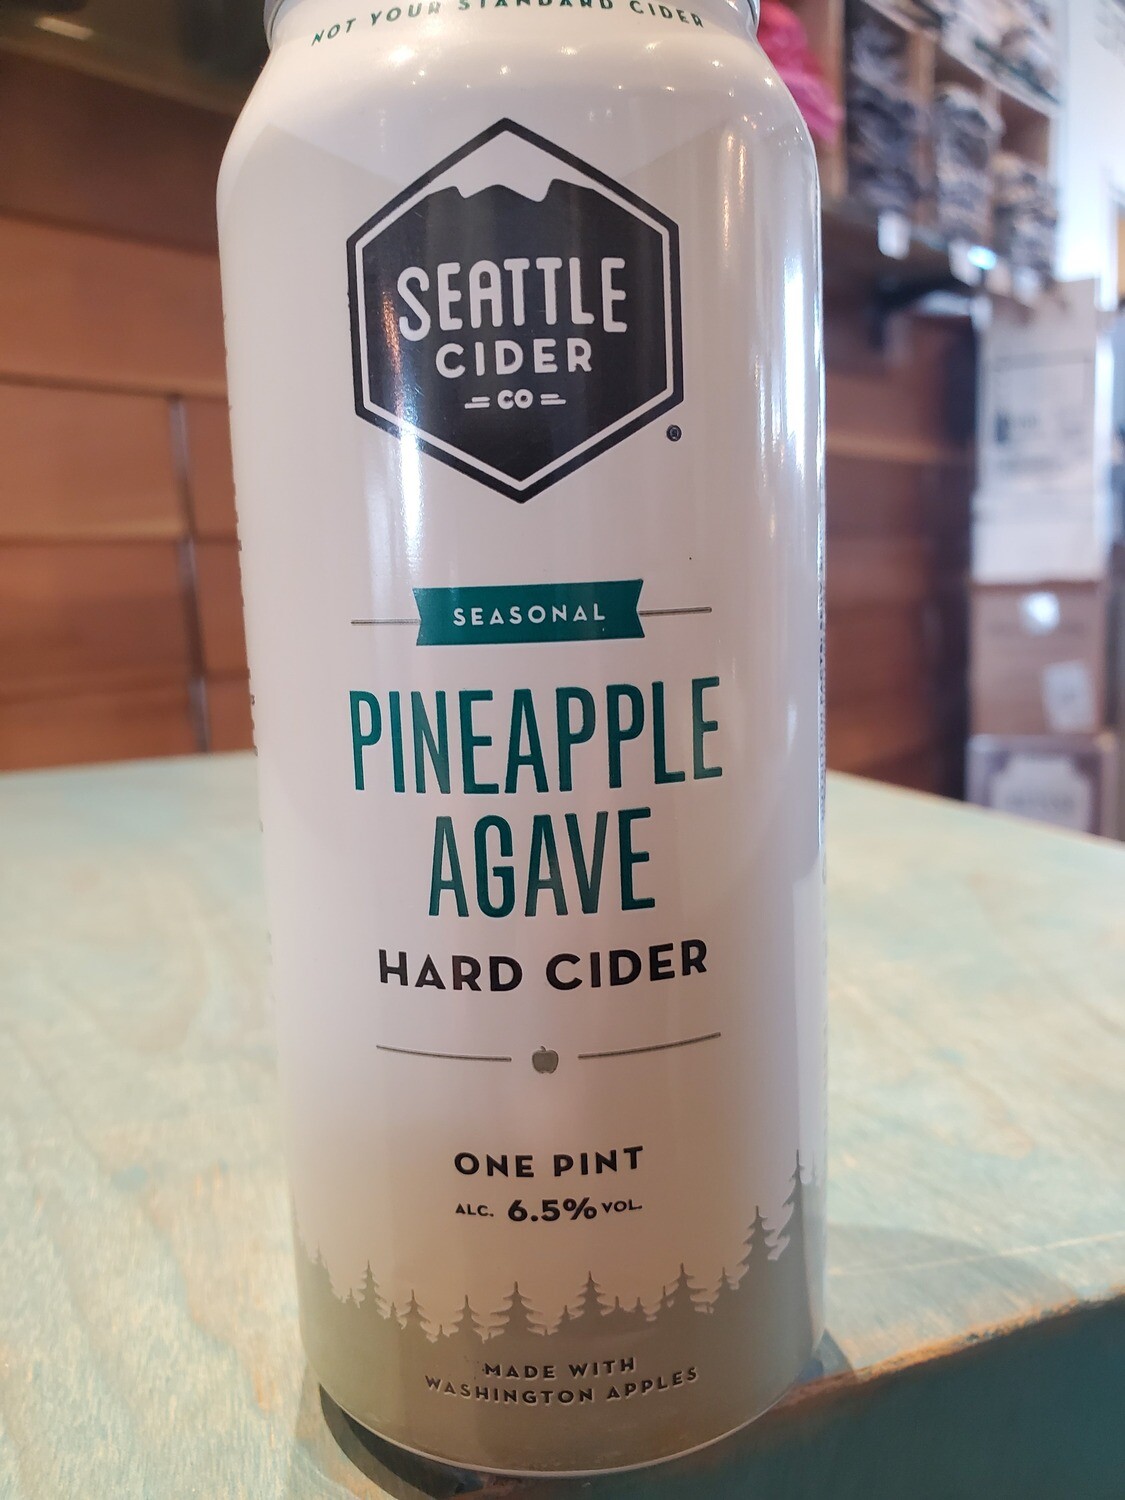 NOT YOUR STANDARD CIDER
SEATTLE
CIDER
CO
®
SEASONAL
PINEAPPLE
AGAVE
HARD CIDER
ONE PINT
ALC. 6.5% VOL.
MADE WITH
WASHINGTON APPLES